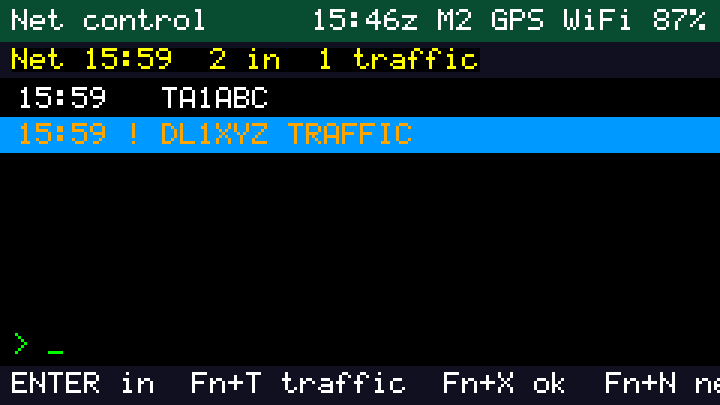 Net control 15:46z M2 GPS WiFi 87%
Net 15:59 2 in 1 traffic
15:59 TA1ABC
15:59 ! DL1XYZ TRAFFIC
> _
ENTER in Fn+T traffic Fn+X ok Fn+N ne